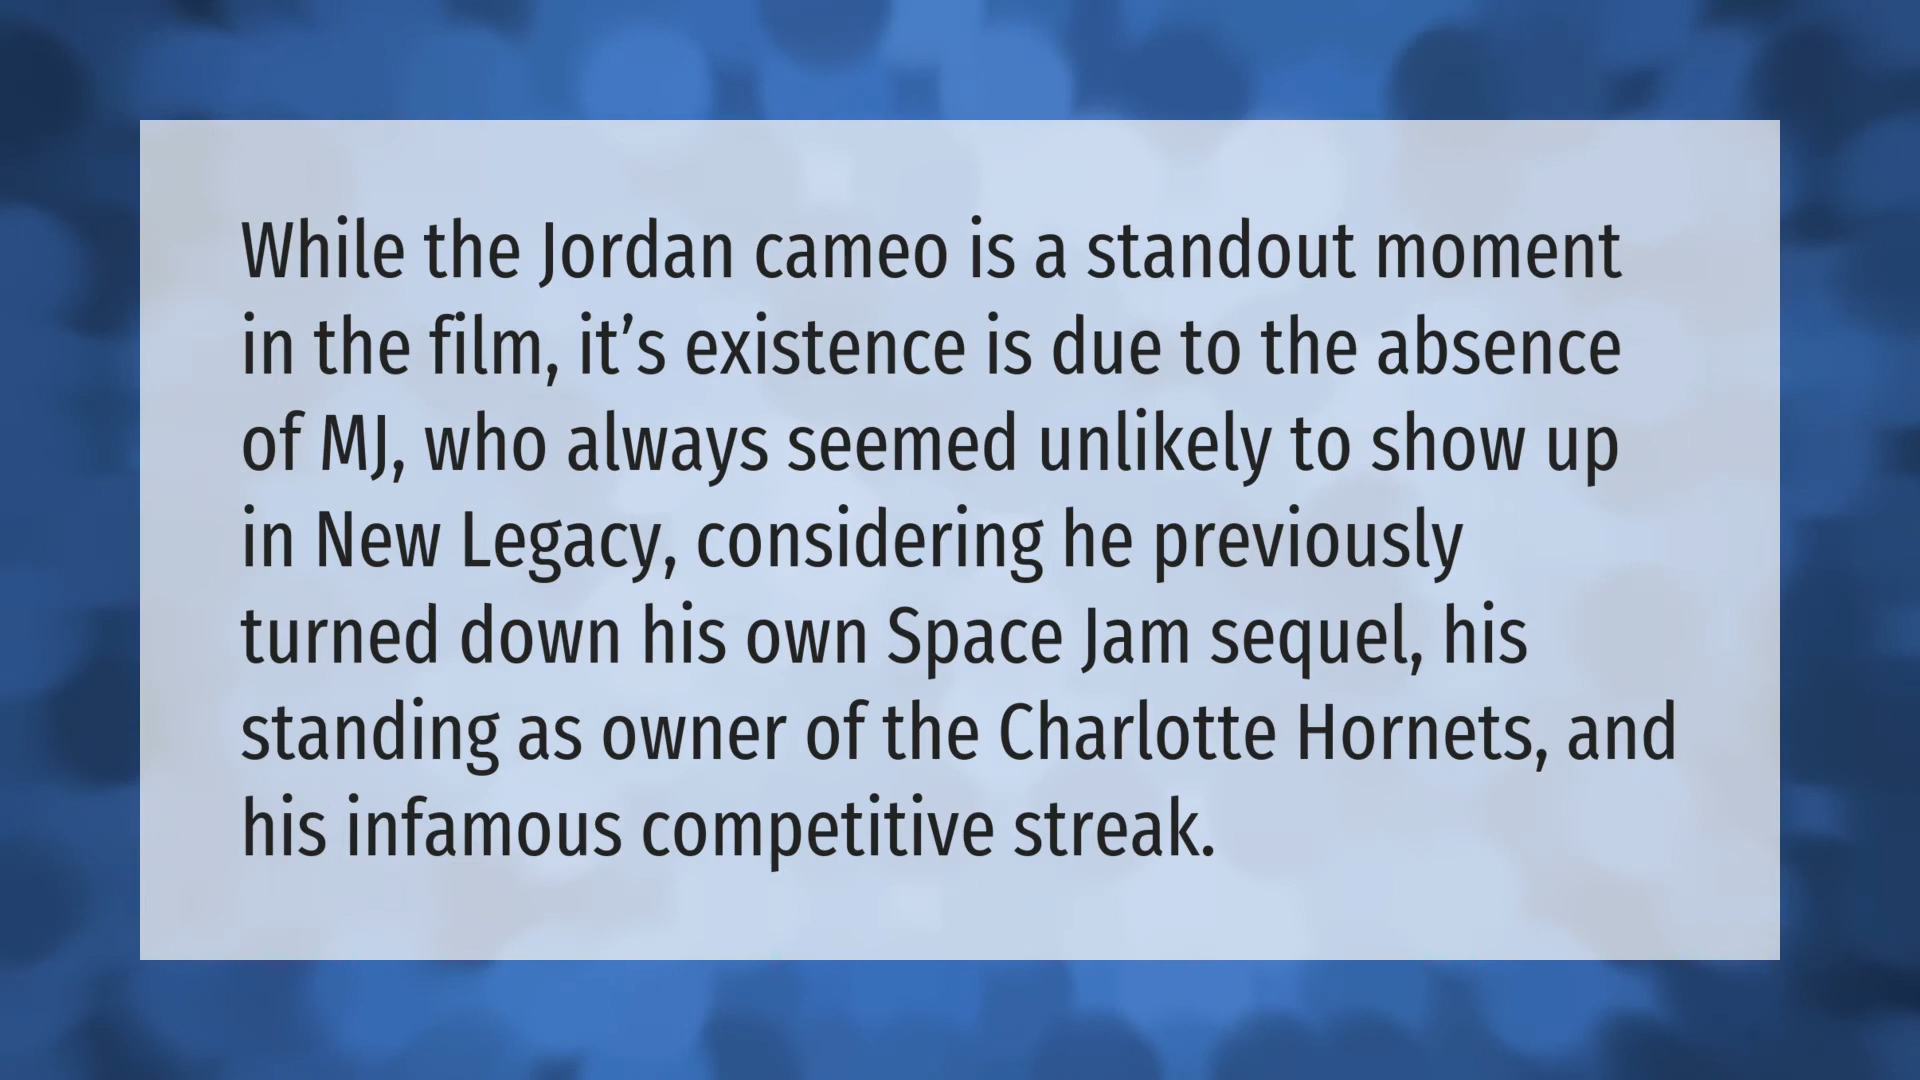 While the Jordan cameo is a standout moment
in the film, it’s existence is due to the absence
of MJ, who always seemed unlikely to show up
in New Legacy, considering he previously
turned down his own Space Jam sequel, his
standing as owner of the Charlotte Hornets, and
his infamous competitive streak.